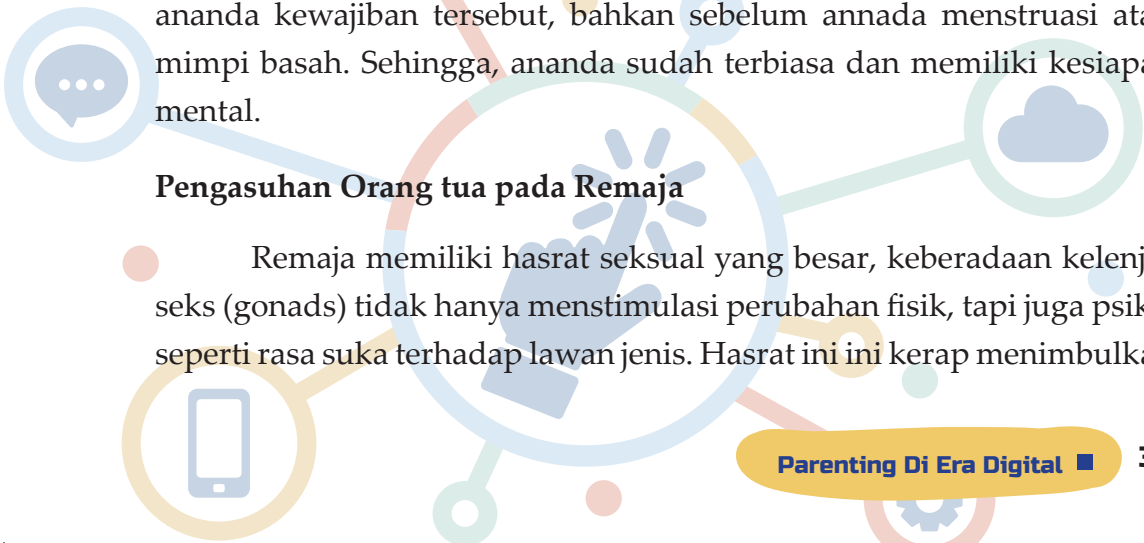 ananda kewajiban tersebut, bahkan sebelum annada menstruasi ata
mimpi basah. Sehingga, ananda sudah terbiasa dan memiliki kesiapa
mental.
Pengasuhan Orang tua pada Remaja
Remaja memiliki hasrat seksual yang besar, keberadaan kelenj
seks (gonads) tidak hanya menstimulasi perubahan fisik, tapi juga psik
seperti rasa suka terhadap lawan jenis. Hasrat ini ini kerap menimbulka
Parenting Di Era Digital